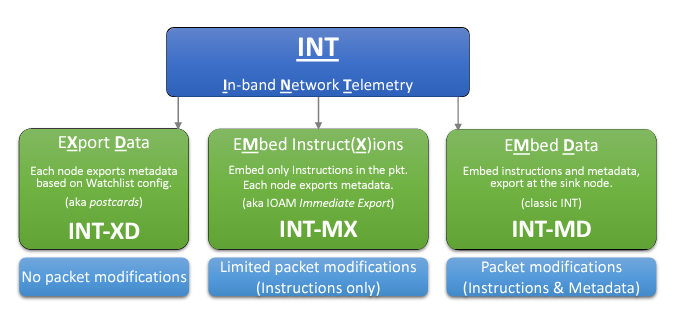 INT
In-band Network Telemetry
EXport Data
Each node exports metadata
based on Watchlist config.
(aka postcards)
INT-XD
No packet modifications
EMbed Instruct(X)ions
Embed only Instructions in the pkt.
Each node exports metadata.
(aka IOAM Immediate Export)
INT-MX
Limited packet modifications
(Instructions only)
EMbed Data
Embed instructions and metadata,
export at the sink node.
(classic INT)
INT-MD
Packet modifications
(Instructions & Metadata)